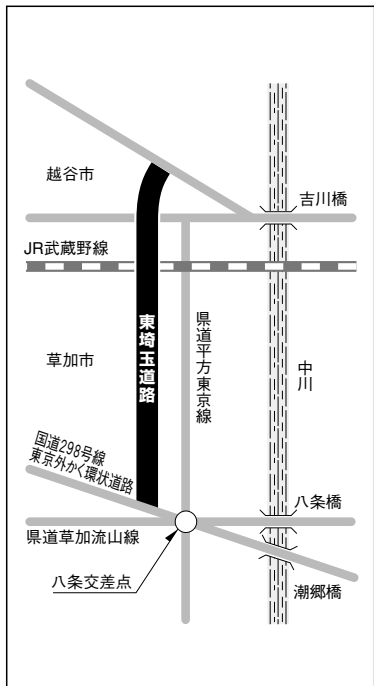 越谷市
吉川橋
JR武蔵野線
東埼玉道路
県道平方東京線
中川
草加市
国道298号線
東京外かく環状道路
八条橋
県道草加流山線
八条交差点
潮郷橋